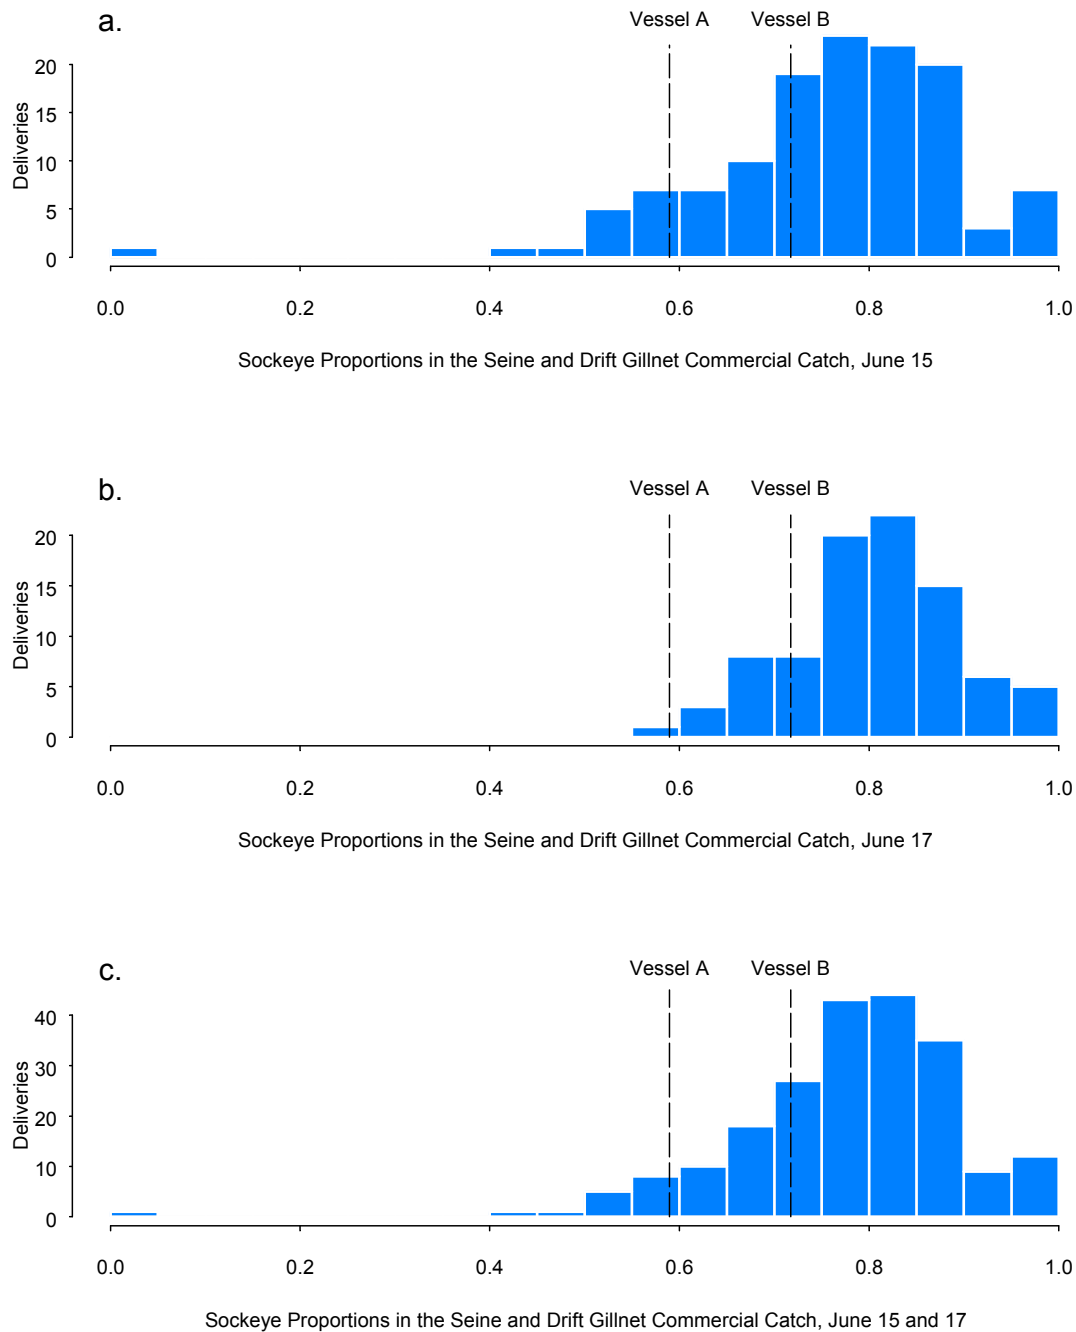 a.
Vessel A
Vessel B
Deliveries
20
15
10
5
0
0.0 0.2 0.4 0.6 0.8 1.0
Sockeye Proportions in the Seine and Drift Gillnet Commercial Catch, June 15
b.
Vessel A
Vessel B
Deliveries
20
15
10
5
0
0.0 0.2 0.4 0.6 0.8 1.0
Sockeye Proportions in the Seine and Drift Gillnet Commercial Catch, June 17
c.
Vessel A
Vessel B
Deliveries
40
30
20
10
0
0.0 0.2 0.4 0.6 0.8 1.0
Sockeye Proportions in the Seine and Drift Gillnet Commercial Catch, June 15 and 17